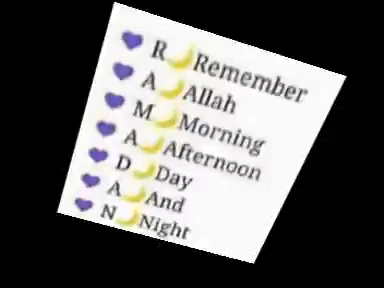 💜 R🌙Remember
💜 A🌙Allah
💜 M🌙Morning
💜 A🌙Afternoon
💜 D🌙Day
💜 A🌙And
💜 N🌙Night